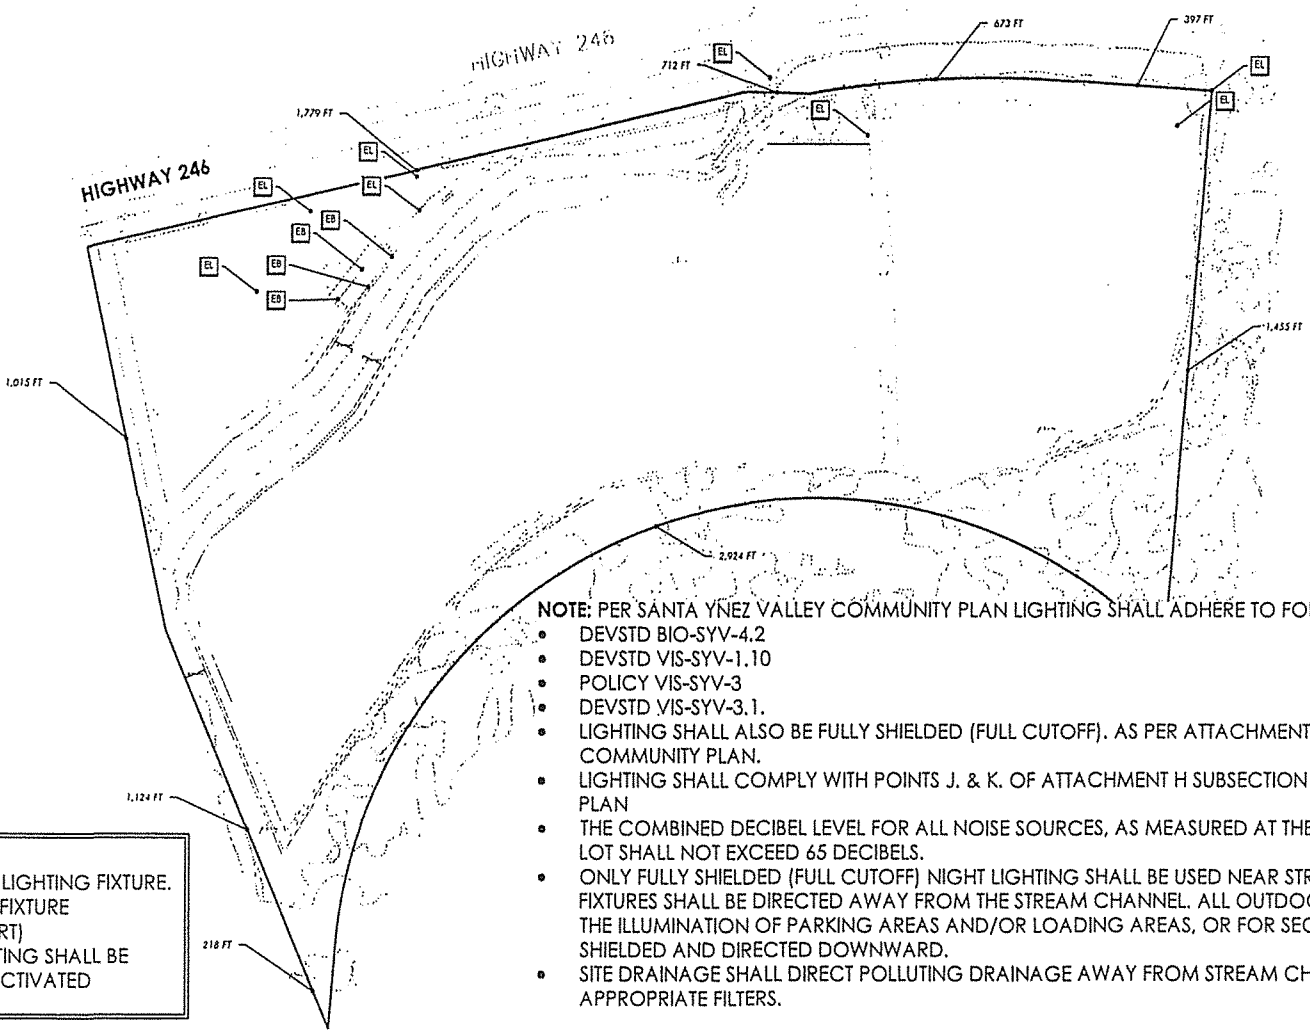 HIGHWAY 246
673 FT
397 FT
712 FT
EL
EL
EL
EL
1,779 FT
EL
HIGHWAY 246
EL
EL
EB
EB
EL
EB
EB
1,455 FT
1,015 FT
2,924 FT
NOTE: PER SANTA YNEZ VALLEY COMMUNITY PLAN LIGHTING SHALL ADHERE TO FO
• DEVSTD BIO-SYV-4.2
• DEVSTD VIS-SYV-1.10
• POLICY VIS-SYV-3
• DEVSTD VIS-SYV-3.1.
• LIGHTING SHALL ALSO BE FULLY SHIELDED (FULL CUTOFF). AS PER ATTACHMENT
COMMUNITY PLAN.
• LIGHTING SHALL COMPLY WITH POINTS J. & K. OF ATTACHMENT H SUBSECTION
PLAN
• THE COMBINED DECIBEL LEVEL FOR ALL NOISE SOURCES, AS MEASURED AT THE
LOT SHALL NOT EXCEED 65 DECIBELS.
• ONLY FULLY SHIELDED (FULL CUTOFF) NIGHT LIGHTING SHALL BE USED NEAR STR
FIXTURES SHALL BE DIRECTED AWAY FROM THE STREAM CHANNEL. ALL OUTDO
THE ILLUMINATION OF PARKING AREAS AND/OR LOADING AREAS, OR FOR SEC
SHIELDED AND DIRECTED DOWNWARD.
• SITE DRAINAGE SHALL DIRECT POLLUTING DRAINAGE AWAY FROM STREAM CH
APPROPRIATE FILTERS.
1,124 FT
LIGHTING FIXTURE.
FIXTURE
RT)
TING SHALL BE
CTIVATED
218 FT